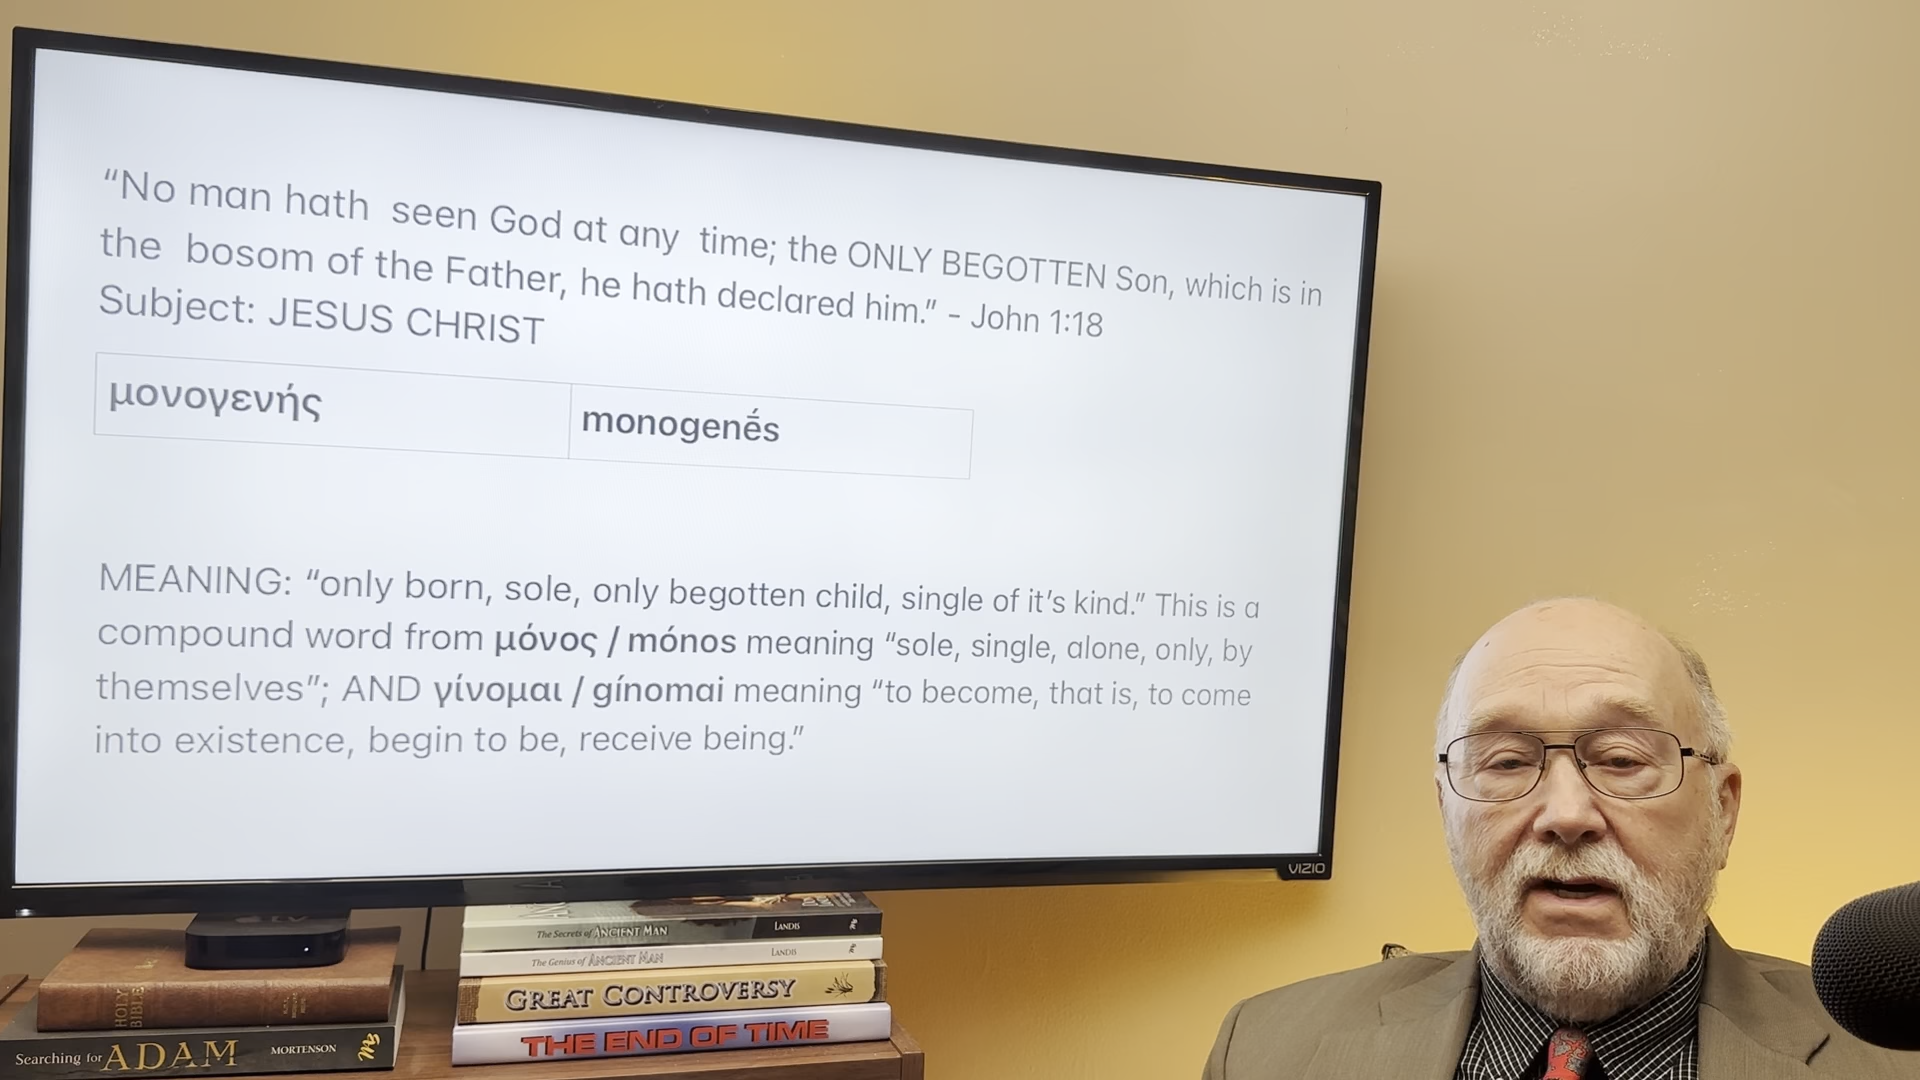 “No man hath seen God at any time; the ONLY BEGOTTEN Son, which is in
the bosom of the Father, he hath declared him.” - John 1:18
Subject: JESUS CHRIST
μονογενής
monogenḗs
MEANING: “only born, sole, only begotten child, single of it’s kind.” This is a
compound word from μόνος / mónos meaning “sole, single, alone, only, by
themselves”; AND γίνομαι / gínomai meaning “to become, that is, to come
into existence, begin to be, receive being.”
VIZIO
tv
HOLY BIBLE
Searching for ADAM MORTENSON
The Secrets of ANCIENT MAN LANDIS
The Genius of ANCIENT MAN LANDIS
GREAT CONTROVERSY
THE END OF TIME